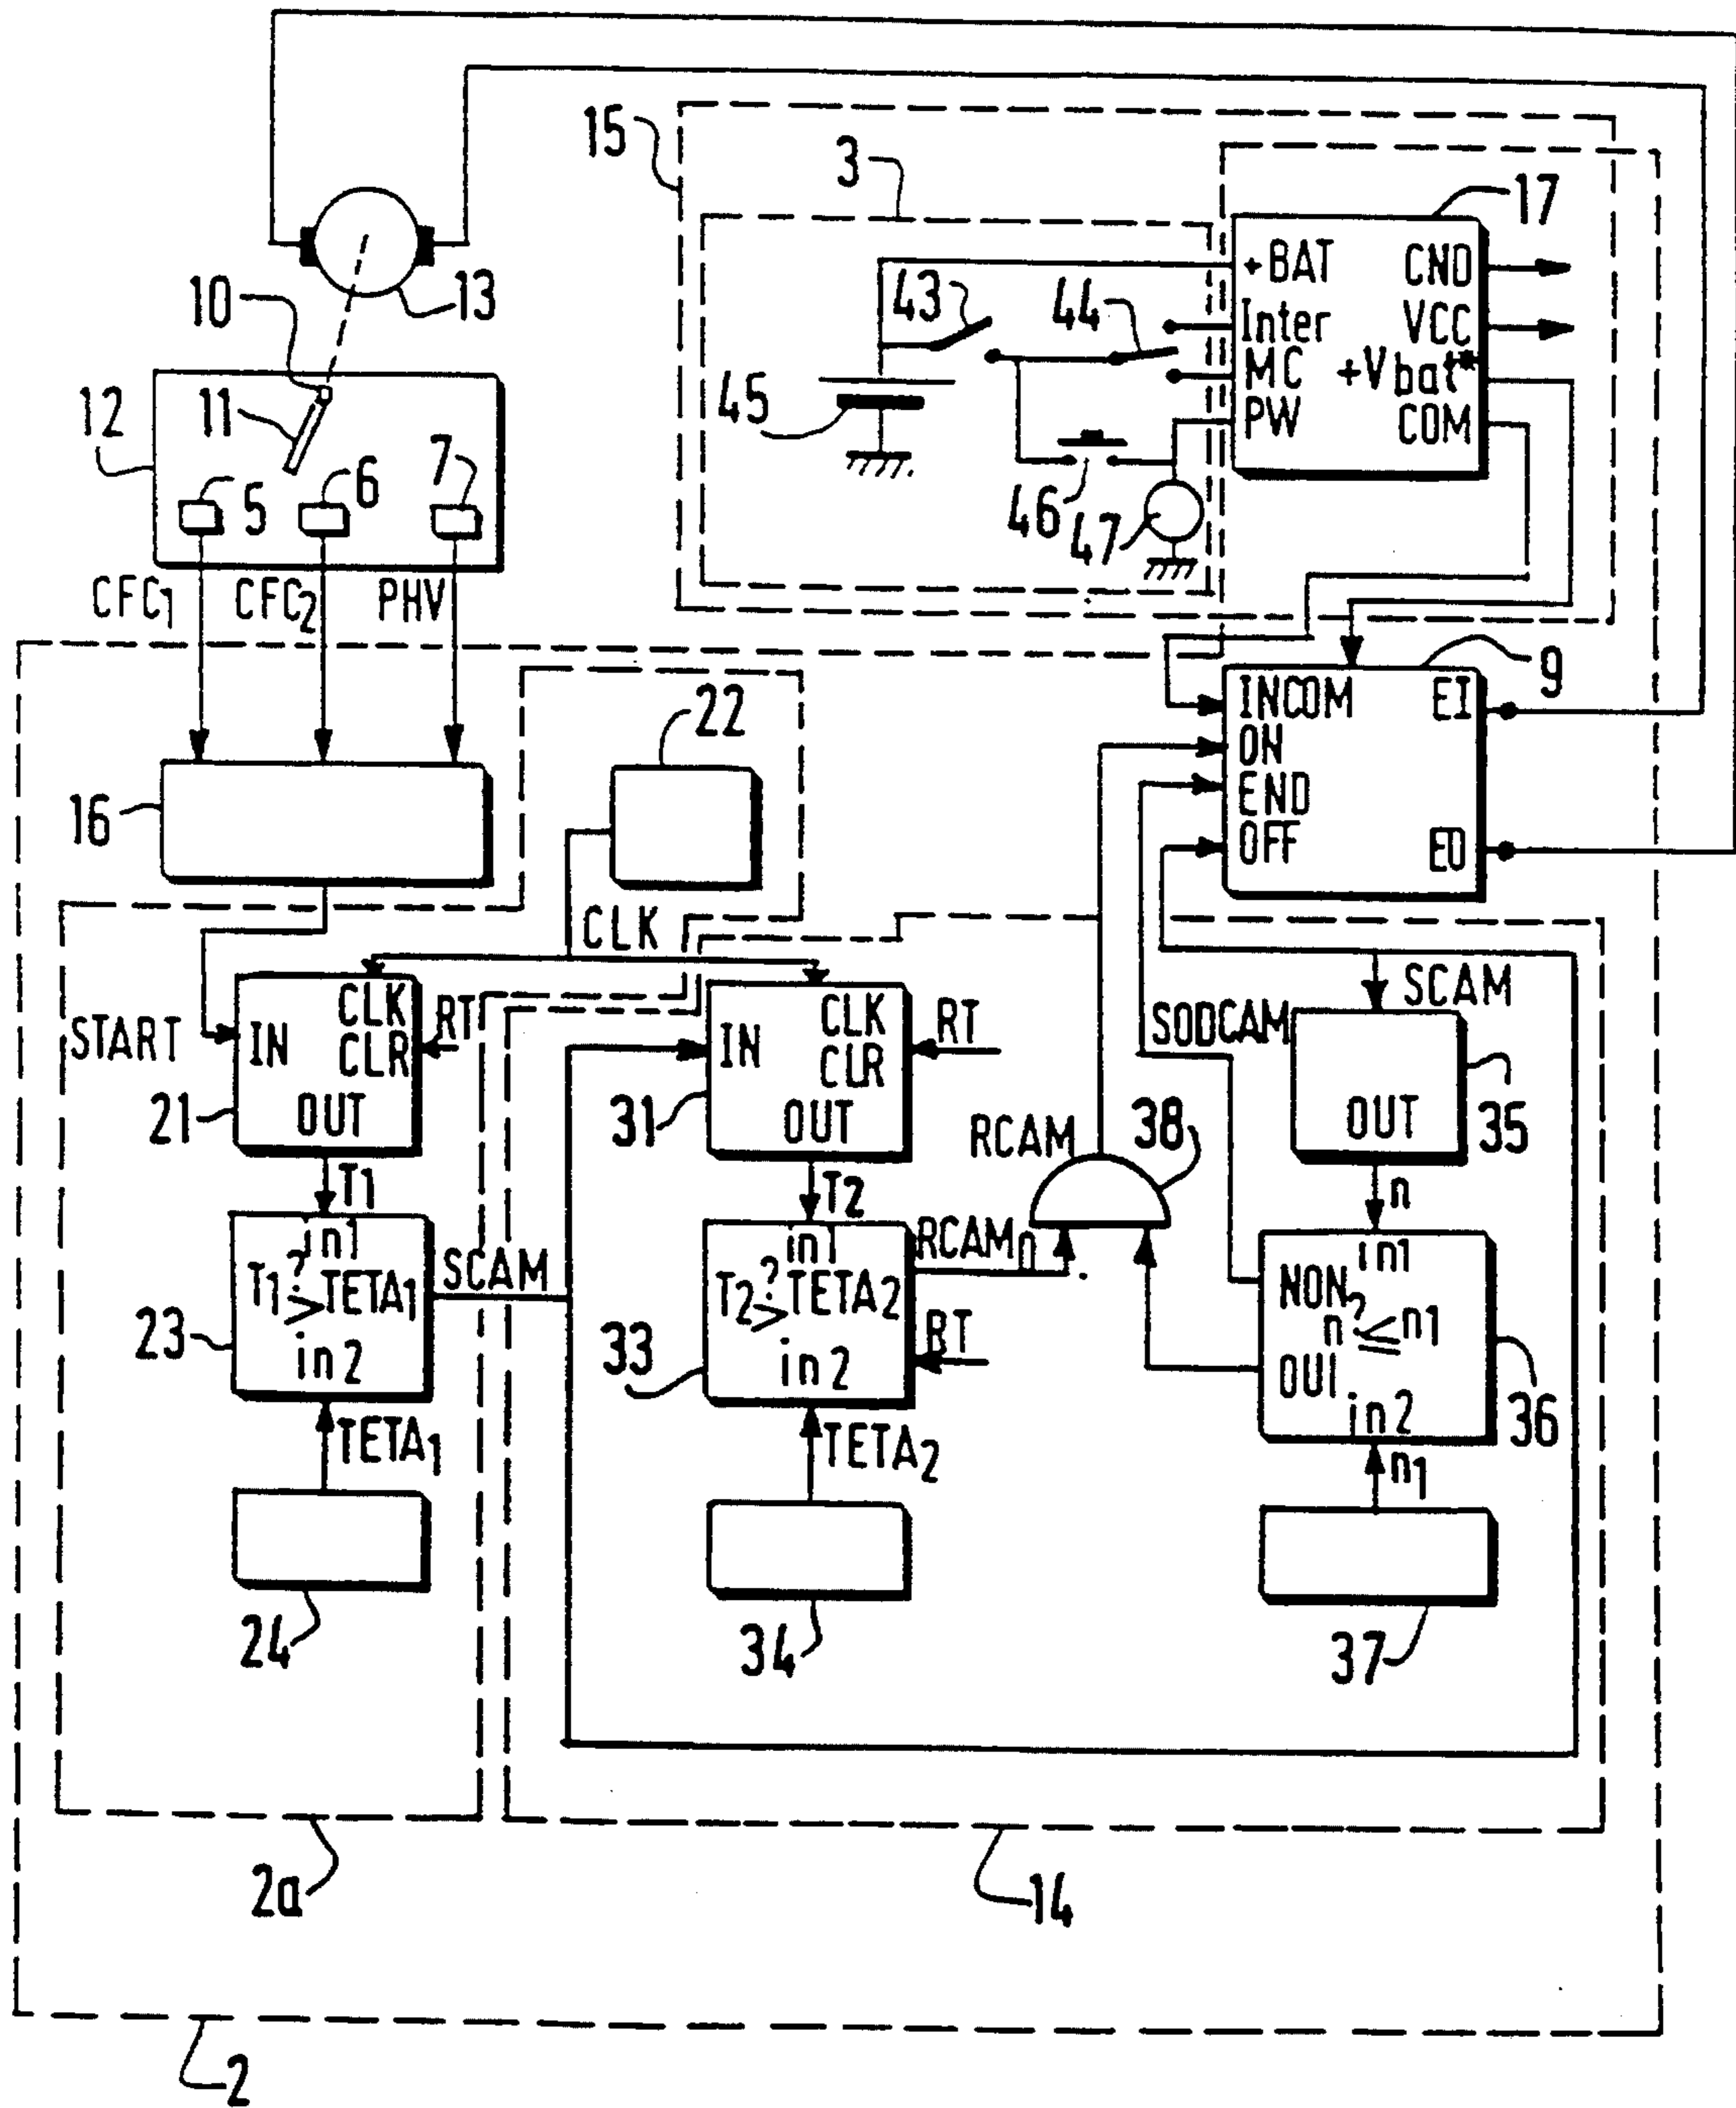 15
3
17
+BAT
CND
43
44
Inter
VCC
10
13
MC
+Vbat*
45
PW
COM
12
11
7
5
6
46
47
CFC1
CFC2
PHV
22
9
INCOM
EI
ON
END
16
OFF
EO
CLK
SCAM
START
IN
CLK
CLR
RT
IN
CLK
CLR
RT
SODCAM
21
OUT
31
OUT
RCAM
38
OUT
35
T1
T2
n
in1
in1
in1
T1 ?> TETA1
SCAM
T2 ?> TETA2
RCAMn
NON
n ?≤ n1
23
in2
33
in2
RT
OUI
in2
36
TETA1
TETA2
n1
24
34
37
2a
14
2